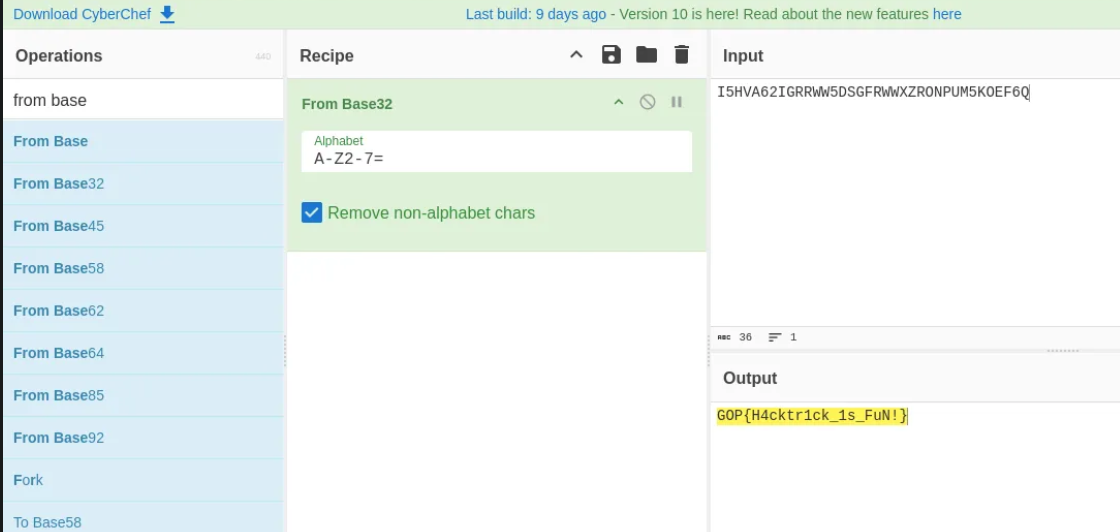 Download CyberChef
Last build: 9 days ago - Version 10 is here! Read about the new features here
Operations
440
Recipe
Input
from base
From Base32
I5HVA62IGRRWW5DSGFRWWXZRONPUM5KOEF6Q
From Base
Alphabet
A-Z2-7=
From Base32
Remove non-alphabet chars
From Base45
From Base58
From Base62
ABC 36 1
From Base64
Output
From Base85
GOP{H4cktr1ck_1s_FuN!}
From Base92
Fork
To Base58